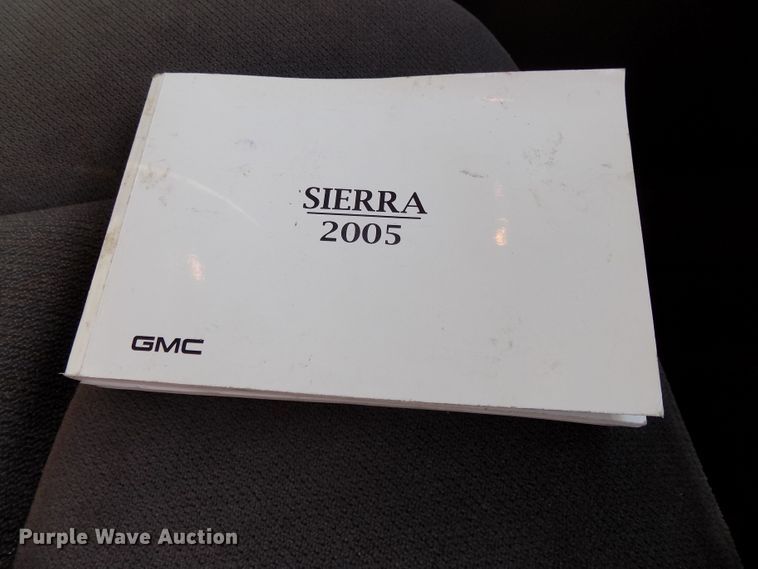 SIERRA
2005
GMC
Purple Wave Auction